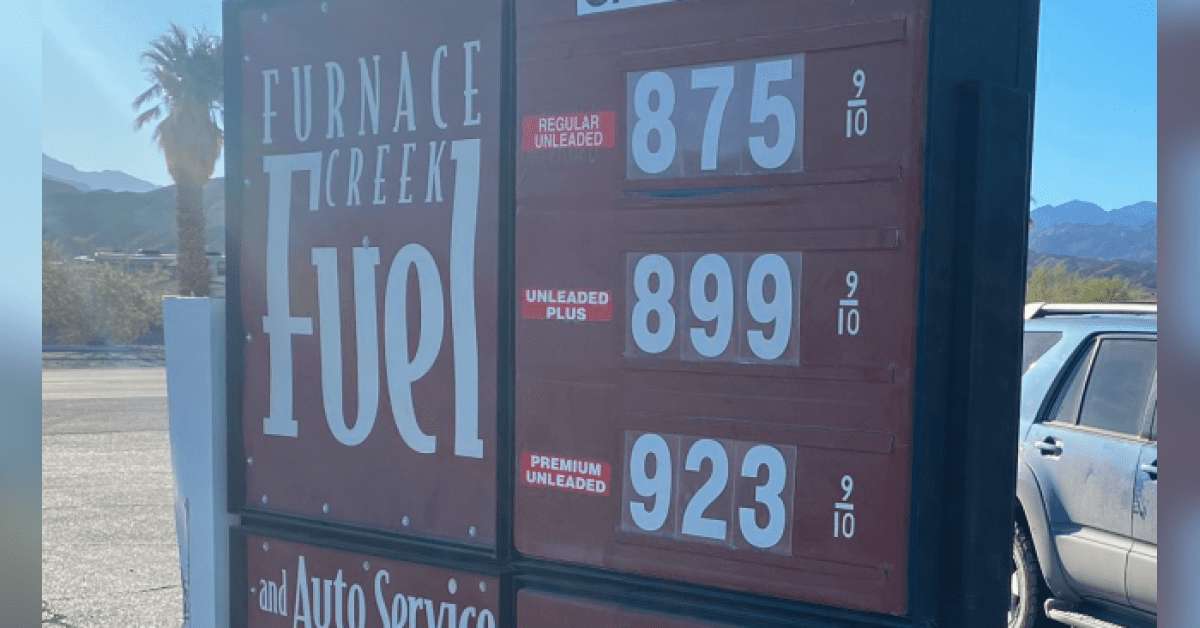 FURNACE
CREEK
Fuel
and Auto Service
REGULAR
UNLEADED
875 9/10
UNLEADED
PLUS
899 9/10
PREMIUM
UNLEADED
923 9/10